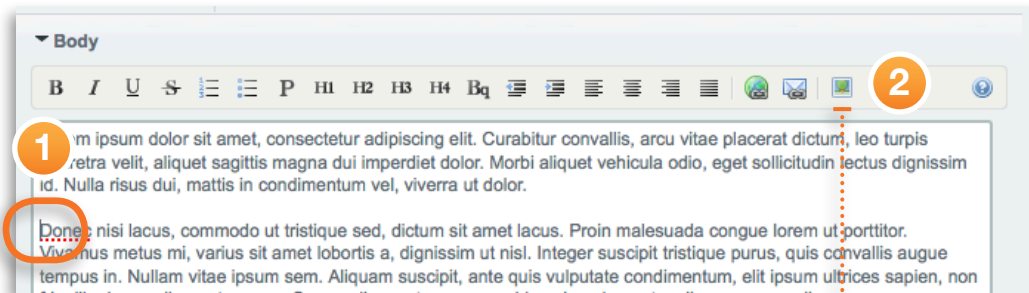 Body
B I U S P H1 H2 H3 H4 Bq 2
1 ipsum dolor sit amet, consectetur adipiscing elit. Curabitur convallis, arcu vitae placerat dictum, leo turpis
velit, aliquet sagittis magna dui imperdiet dolor. Morbi aliquet vehicula odio, eget sollicitudin lectus dignissim
id. Nulla risus dui, mattis in condimentum vel, viverra ut dolor.
Donec nisi lacus, commodo ut tristique sed, dictum sit amet lacus. Proin malesuada congue lorem ut porttitor.
Vivamus metus mi, varius sit amet lobortis a, dignissim ut nisl. Integer suscipit tristique purus, quis convallis augue
tempus in. Nullam vitae ipsum sem. Aliquam suscipit, ante quis vulputate condimentum, elit ipsum ultrices sapien, non